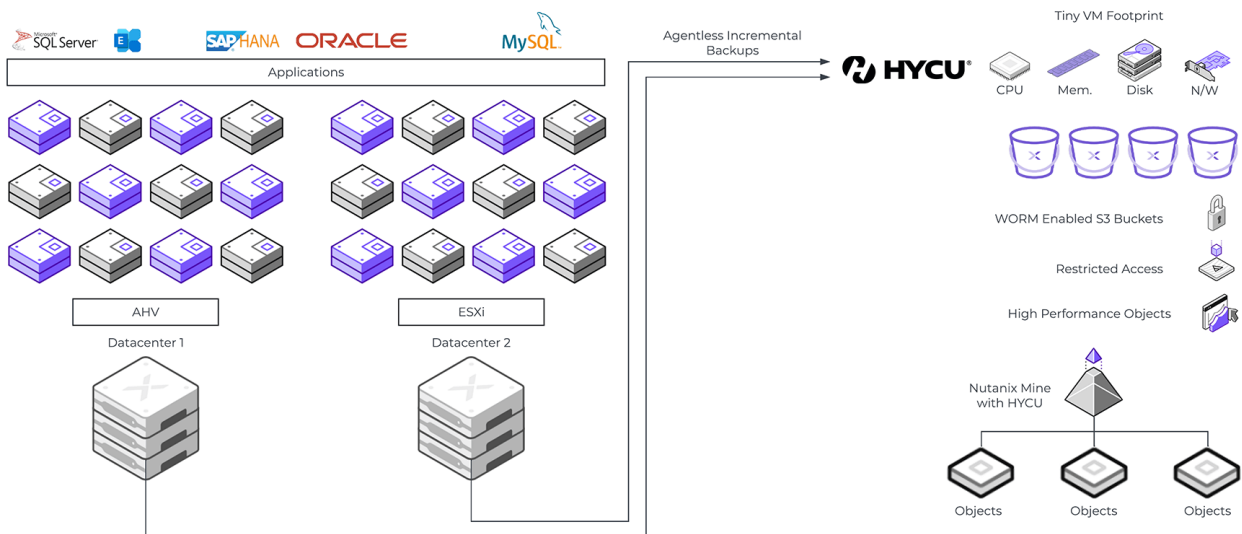 Microsoft®
SQL Server®
E
SAP HANA
ORACLE
MySQL™
Applications
AHV
ESXi
Datacenter 1
Datacenter 2
Agentless Incremental
Backups
HYCU®
Tiny VM Footprint
CPU
Mem.
Disk
N/W
WORM Enabled S3 Buckets
Restricted Access
High Performance Objects
Nutanix Mine
with HYCU
Objects
Objects
Objects